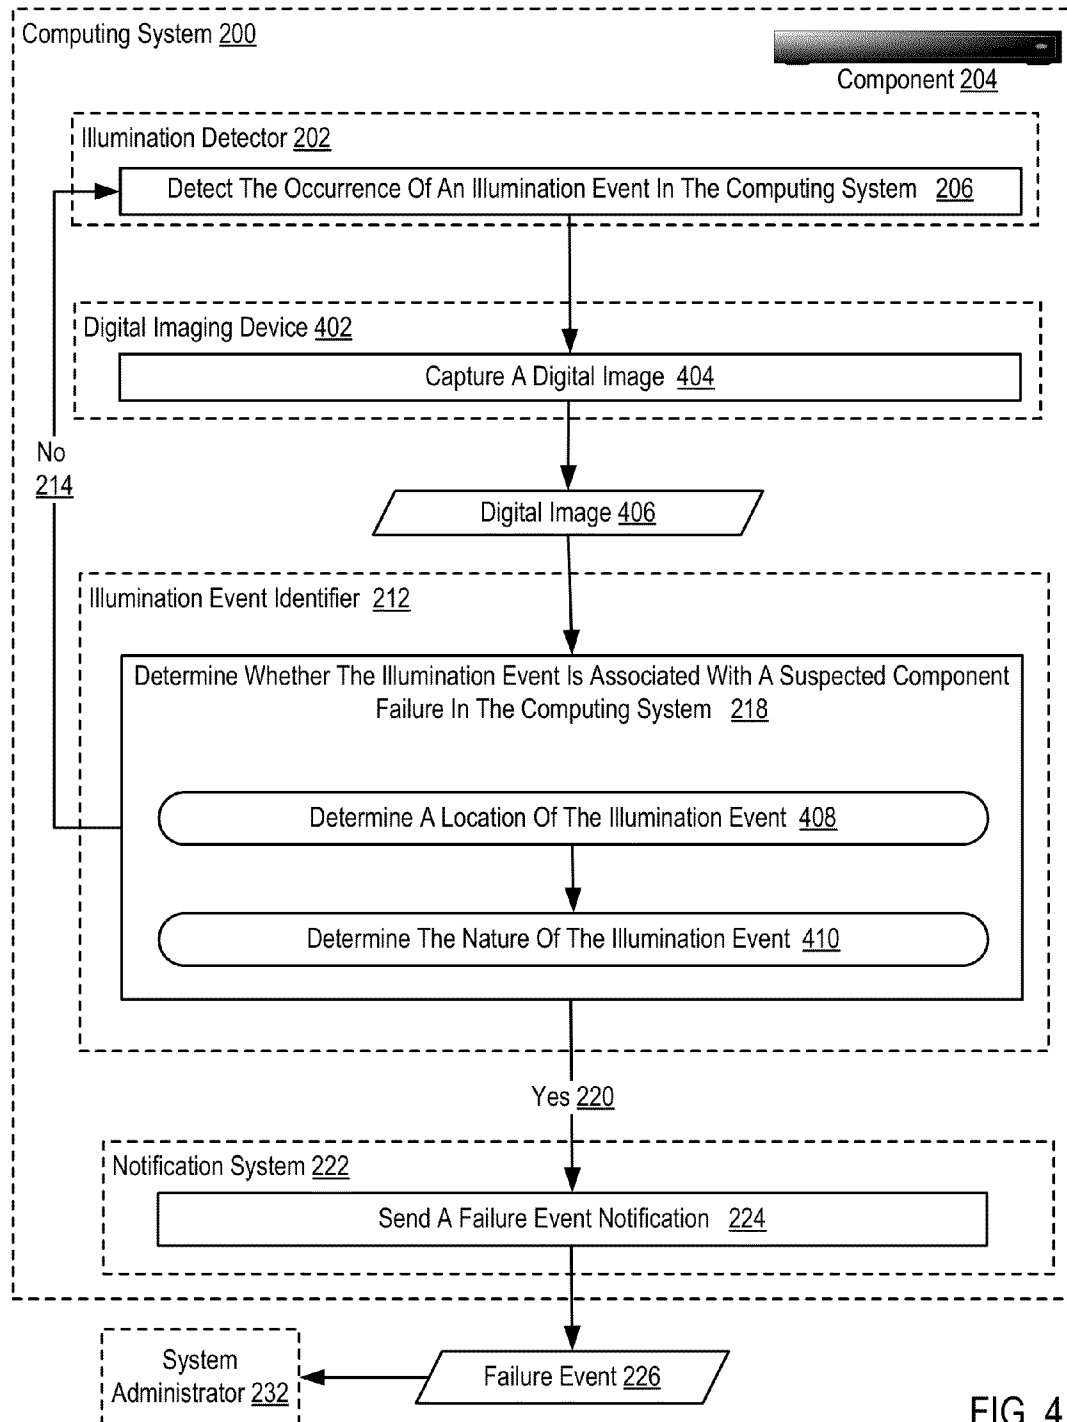 Computing System 200
Component 204
Illumination Detector 202
Detect The Occurrence Of An Illumination Event In The Computing System 206
Digital Imaging Device 402
Capture A Digital Image 404
No
214
Digital Image 406
Illumination Event Identifier 212
Determine Whether The Illumination Event Is Associated With A Suspected Component
Failure In The Computing System 218
Determine A Location Of The Illumination Event 408
Determine The Nature Of The Illumination Event 410
Yes 220
Notification System 222
Send A Failure Event Notification 224
System
Administrator 232
Failure Event 226
FIG. 4